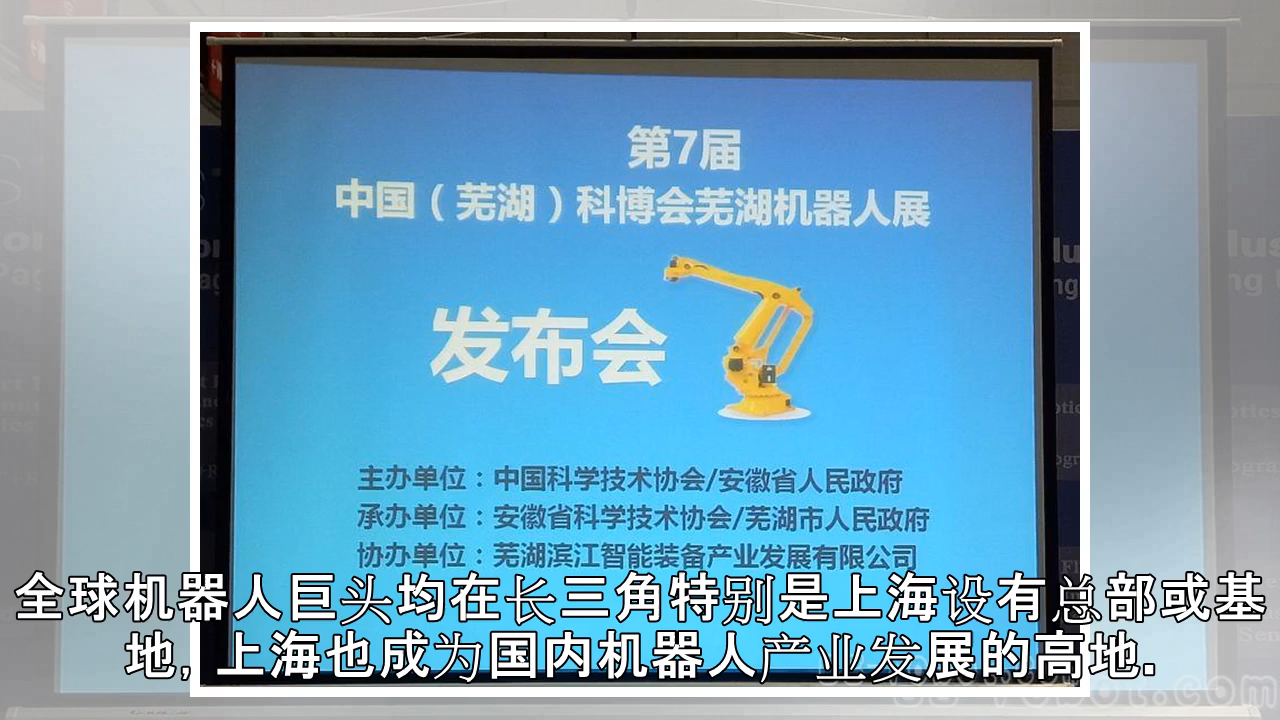 第7届
中国（芜湖）科博会芜湖机器人展
发布会
主办单位：中国科学技术协会/安徽省人民政府
承办单位：安徽省科学技术协会/芜湖市人民政府
协办单位：芜湖滨江智能装备产业发展有限公司
全球机器人巨头均在长三角特别是上海设有总部或基
地, 上海也成为国内机器人产业发展的高地.